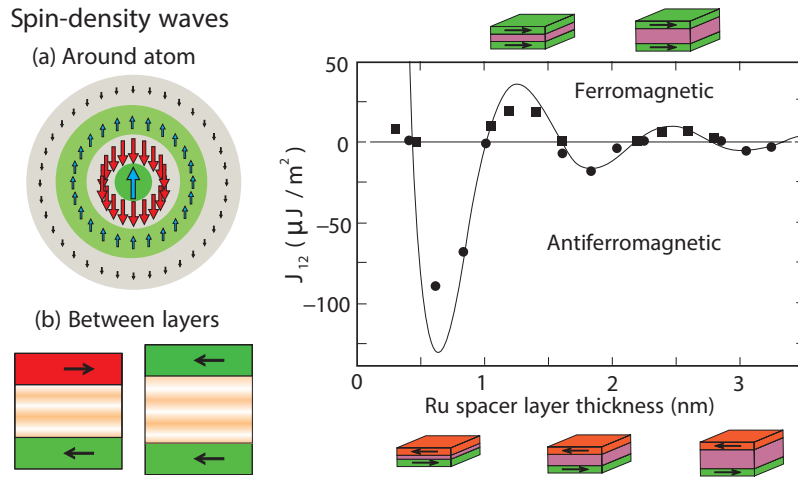 Spin-density waves
(a) Around atom
(b) Between layers
50
0
−50
−100
J12 ( μJ / m2 )
Ferromagnetic
Antiferromagnetic
0
1
2
3
Ru spacer layer thickness (nm)